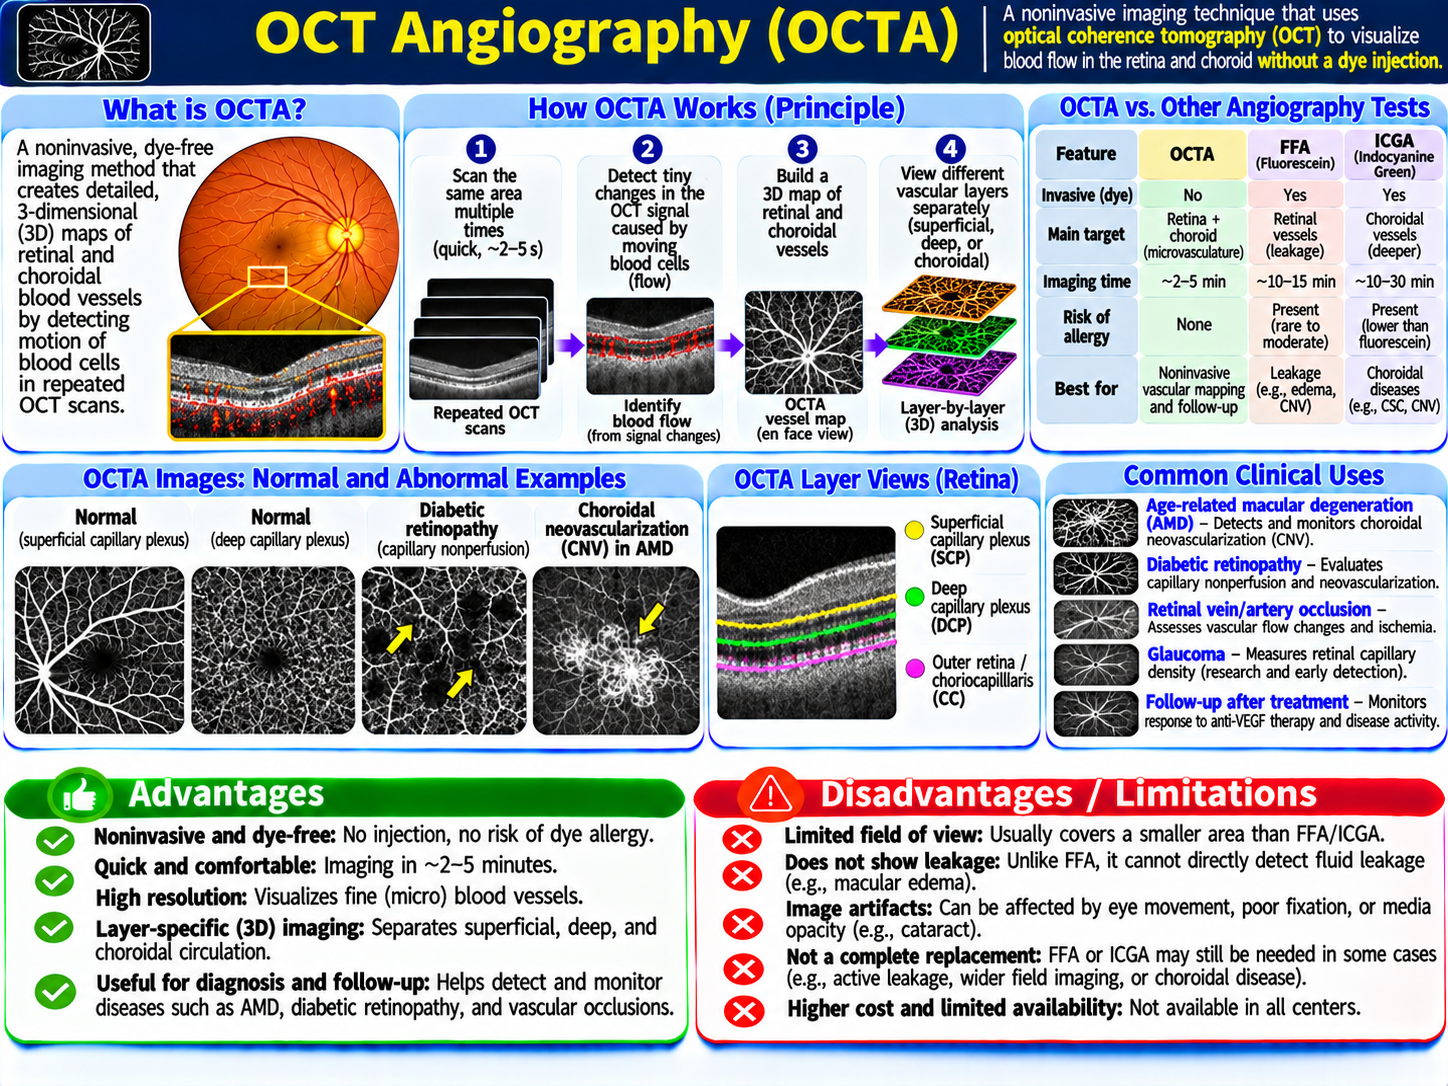 OCT Angiography (OCTA)
A noninvasive imaging technique that uses
optical coherence tomography (OCT) to visualize
blood flow in the retina and choroid without a dye injection.
What is OCTA?
A noninvasive, dye-free
imaging method that
creates detailed,
3-dimensional
(3D) maps of
retinal and
choroidal
blood vessels
by detecting
motion of
blood cells
in repeated
OCT scans.
How OCTA Works (Principle)
1
Scan the
same area
multiple
times
(quick, ~2–5 s)
Repeated OCT
scans
2
Detect tiny
changes in the
OCT signal
caused by
moving
blood cells
(flow)
Identify
blood flow
(from signal changes)
3
Build a
3D map of
retinal and
choroidal
vessels
OCTA
vessel map
(en face view)
4
View different
vascular layers
separately
(superficial,
deep, or
choroidal)
Layer-by-layer
(3D) analysis
OCTA vs. Other Angiography Tests
Feature
OCTA
FFA
(Fluorescein)
ICGA
(Indocyanine
Green)
Invasive (dye)
No
Yes
Yes
Main target
Retina +
choroid
(microvasculature)
Retinal
vessels
(leakage)
Choroidal
vessels
(deeper)
Imaging time
~2–5 min
~10–15 min
~10–30 min
Risk of
allergy
None
Present
(rare to
moderate)
Present
(lower than
fluorescein)
Best for
Noninvasive
vascular mapping
and follow-up
Leakage
(e.g., edema,
CNV)
Choroidal
diseases
(e.g., CSC, CNV)
OCTA Images: Normal and Abnormal Examples
Normal
(superficial capillary plexus)
Normal
(deep capillary plexus)
Diabetic
retinopathy
(capillary nonperfusion)
Choroidal
neovascularization
(CNV) in AMD
OCTA Layer Views (Retina)
Superficial
capillary plexus
(SCP)
Deep
capillary plexus
(DCP)
Outer retina /
choriocapilllaris
(CC)
Common Clinical Uses
Age-related macular degeneration
(AMD) – Detects and monitors choroidal
neovascularization (CNV).
Diabetic retinopathy – Evaluates
capillary nonperfusion and neovascularization.
Retinal vein/artery occlusion –
Assesses vascular flow changes and ischemia.
Glaucoma – Measures retinal capillary
density (research and early detection).
Follow-up after treatment – Monitors
response to anti-VEGF therapy and disease activity.
Advantages
Noninvasive and dye-free: No injection, no risk of dye allergy.
Quick and comfortable: Imaging in ~2–5 minutes.
High resolution: Visualizes fine (micro) blood vessels.
Layer-specific (3D) imaging: Separates superficial, deep, and
choroidal circulation.
Useful for diagnosis and follow-up: Helps detect and monitor
diseases such as AMD, diabetic retinopathy, and vascular occlusions.
Disadvantages / Limitations
Limited field of view: Usually covers a smaller area than FFA/ICGA.
Does not show leakage: Unlike FFA, it cannot directly detect fluid leakage
(e.g., macular edema).
Image artifacts: Can be affected by eye movement, poor fixation, or media
opacity (e.g., cataract).
Not a complete replacement: FFA or ICGA may still be needed in some cases
(e.g., active leakage, wider field imaging, or choroidal disease).
Higher cost and limited availability: Not available in all centers.